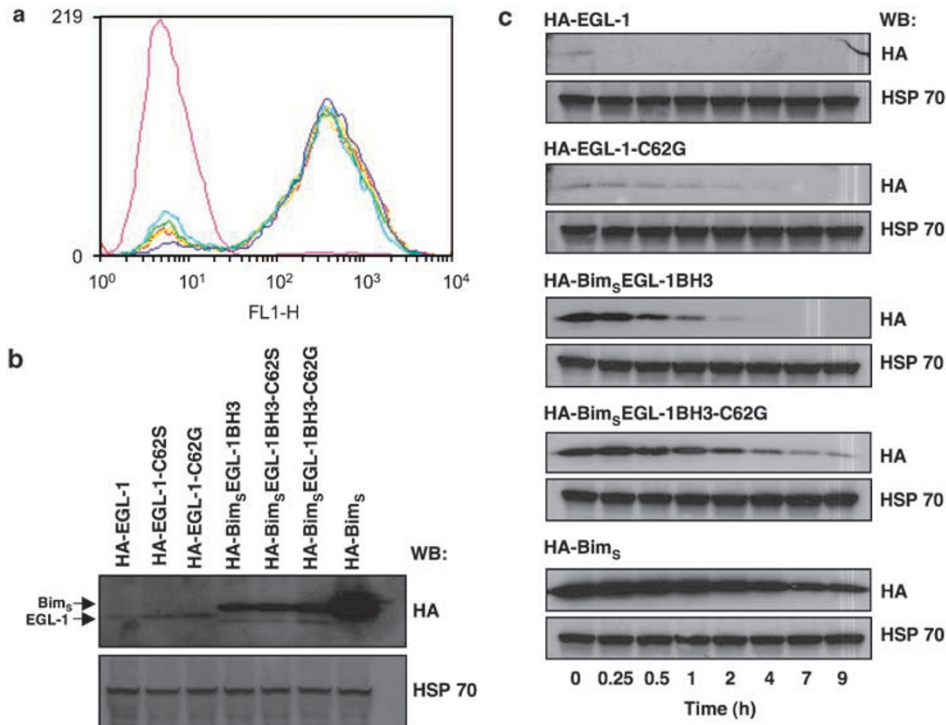 a
219
0
10⁰ 10¹ 10² 10³ 10⁴
FL1-H
b
HA-EGL-1
HA-EGL-1-C62S
HA-EGL-1-C62G
HA-BimₛEGL-1BH3
HA-BimₛEGL-1BH3-C62S
HA-BimₛEGL-1BH3-C62G
HA-Bimₛ
WB:
Bimₛ
EGL-1
HA
HSP 70
c
HA-EGL-1 WB:
HA
HSP 70
HA-EGL-1-C62G
HA
HSP 70
HA-BimₛEGL-1BH3
HA
HSP 70
HA-BimₛEGL-1BH3-C62G
HA
HSP 70
HA-Bimₛ
HA
HSP 70
0 0.25 0.5 1 2 4 7 9
Time (h)